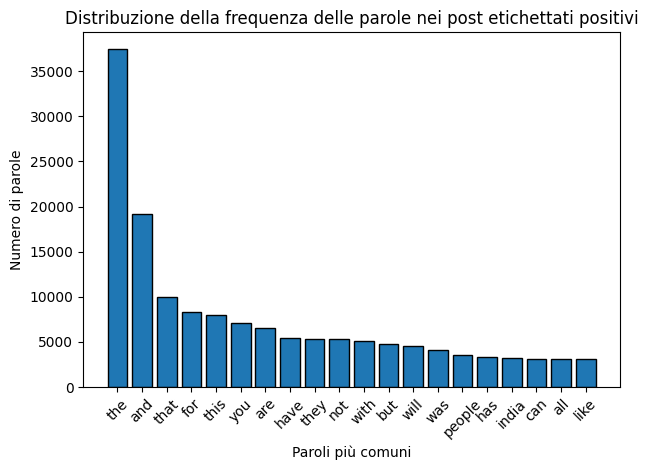 Distribuzione della frequenza delle parole nei post etichettati positivi
Numero di parole
35000
30000
25000
20000
15000
10000
5000
0
the and that for this you are have they not with but will was people has india can all like
Paroli più comuni